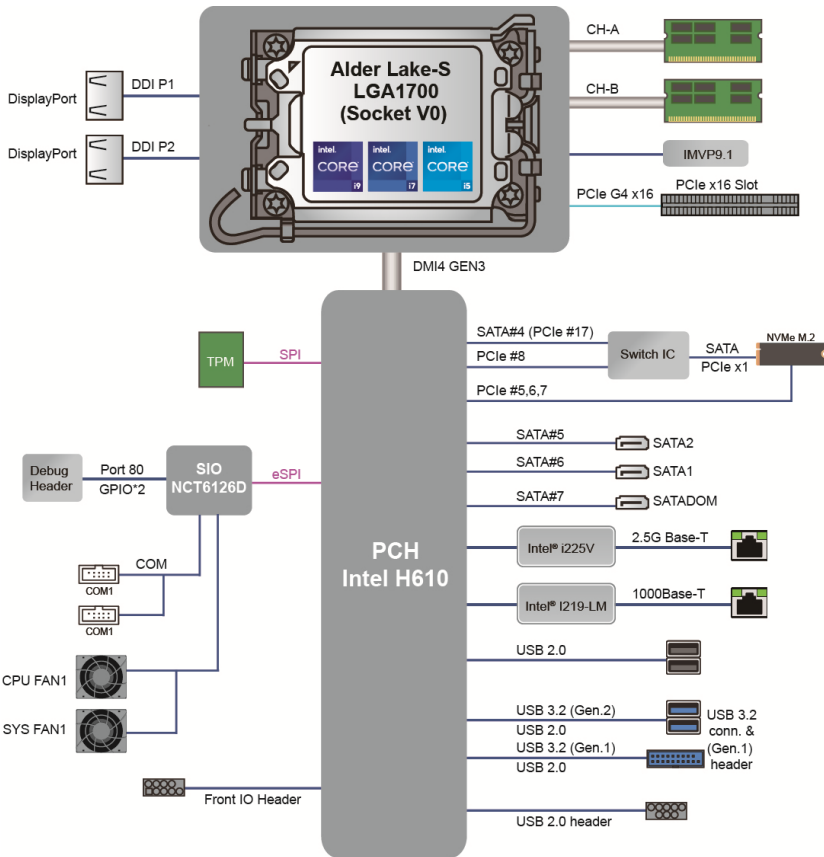 CH-A
Alder Lake-S
LGA1700
(Socket V0)
DDI P1
DisplayPort
CH-B
DDI P2
DisplayPort
intel.
CORE
i9
intel.
CORE
i7
intel.
CORE
i5
IMVP9.1
PCIe G4 x16
PCIe x16 Slot
DMI4 GEN3
SATA#4 (PCIe #17)
NVMe M.2
TPM
SPI
PCIe #8
Switch IC
SATA
PCIe x1
PCIe #5,6,7
SATA#5
SATA2
Debug
Header
Port 80
GPIO*2
SIO
NCT6126D
eSPI
SATA#6
SATA1
SATA#7
SATADOM
PCH
Intel H610
Intel® i225V
2.5G Base-T
COM
COM1
Intel® I219-LM
1000Base-T
COM1
USB 2.0
CPU FAN1
USB 3.2 (Gen.2)
USB 2.0
SYS FAN1
USB 3.2 (Gen.1)
USB 2.0
USB 3.2
conn. &
(Gen.1)
header
Front IO Header
USB 2.0 header